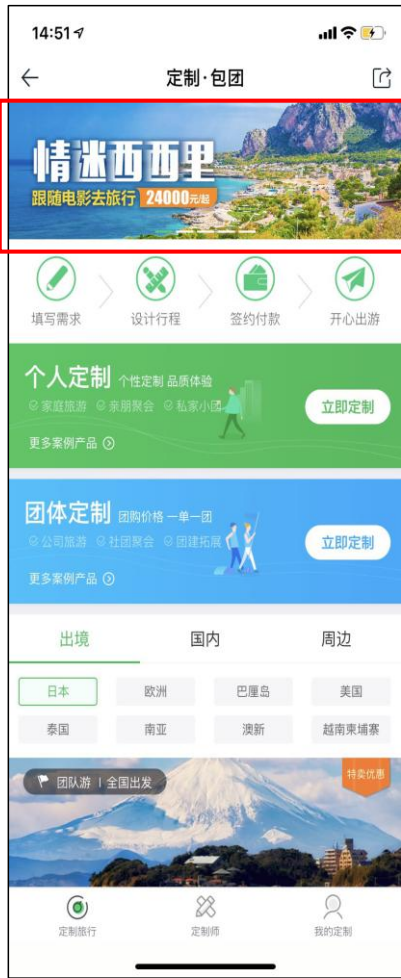 14:51
定制·包团
情迷西西里
跟随电影去旅行 24000元/起
填写需求 设计行程 签约付款 开心出游
个人定制 个性定制 品质体验
家庭旅游 亲朋聚会 私家小团
立即定制
更多案例产品
团体定制 团购价格 一单一团
公司旅游 社团聚会 团建拓展
立即定制
更多案例产品
出境 国内 周边
日本 欧洲 巴厘岛 美国
泰国 南亚 澳新 越南柬埔寨
团队游 | 全国出发
特卖优惠
定制旅行 定制师 我的定制